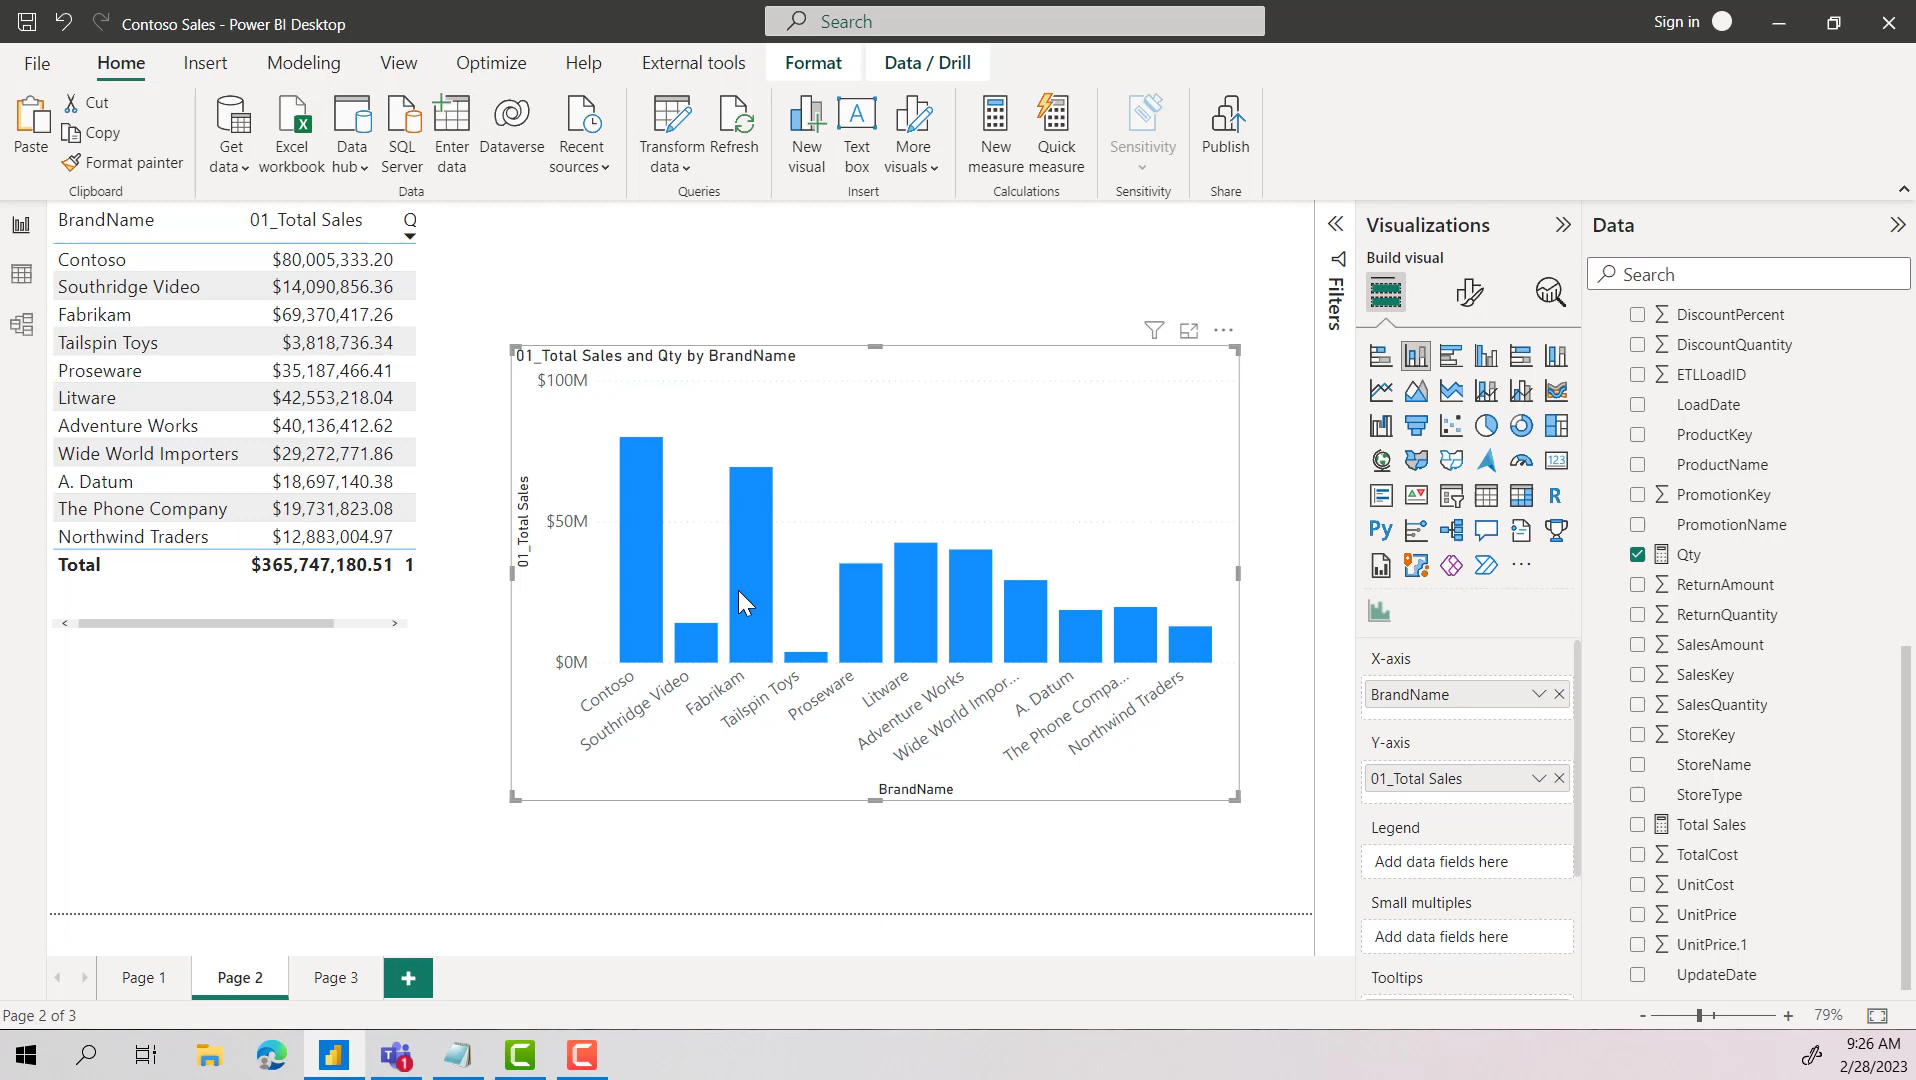 Contoso Sales - Power BI Desktop
Search
Sign in
File
Home
Insert
Modeling
View
Optimize
Help
External tools
Format
Data / Drill
Paste
Cut
Copy
Format painter
Clipboard
Get data
Excel workbook
Data hub
SQL Server
Enter data
Dataverse
Recent sources
Data
Transform data
Refresh
Queries
New visual
Text box
More visuals
Insert
New measure
Quick measure
Calculations
Sensitivity
Sensitivity
Publish
Share
BrandName 01_Total Sales Q
Contoso $80,005,333.20
Southridge Video $14,090,856.36
Fabrikam $69,370,417.26
Tailspin Toys $3,818,736.34
Proseware $35,187,466.41
Litware $42,553,218.04
Adventure Works $40,136,412.62
Wide World Importers $29,272,771.86
A. Datum $18,697,140.38
The Phone Company $19,731,823.08
Northwind Traders $12,883,004.97
Total $365,747,180.51 1
01_Total Sales and Qty by BrandName
$100M
$50M
$0M
01_Total Sales
Contoso
Southridge Video
Fabrikam
Tailspin Toys
Proseware
Litware
Adventure Works
Wide World Impor...
A. Datum
The Phone Compa...
Northwind Traders
BrandName
Filters
Visualizations
Build visual
123
R
Py
X-axis
BrandName
Y-axis
01_Total Sales
Legend
Add data fields here
Small multiples
Add data fields here
Tooltips
Data
Search
DiscountPercent
DiscountQuantity
ETLLoadID
LoadDate
ProductKey
ProductName
PromotionKey
PromotionName
Qty
ReturnAmount
ReturnQuantity
SalesAmount
SalesKey
SalesQuantity
StoreKey
StoreName
StoreType
Total Sales
TotalCost
UnitCost
UnitPrice
UnitPrice.1
UpdateDate
Page 1
Page 2
Page 3
Page 2 of 3
- + 79%
1
9:26 AM
2/28/2023